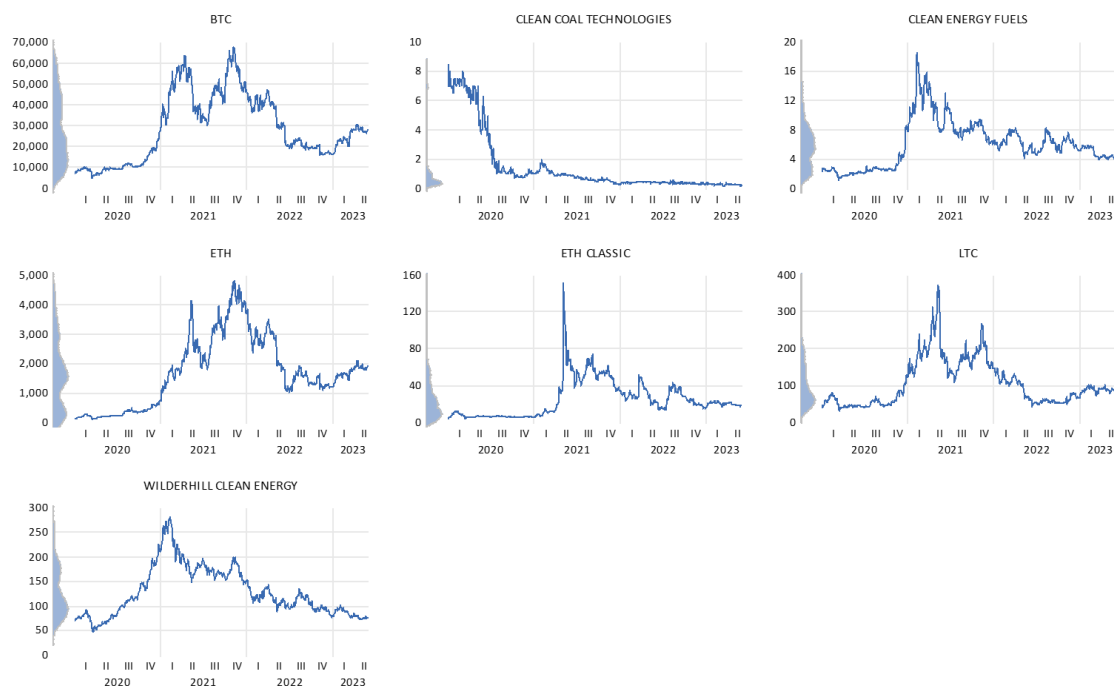 BTC
70,000
60,000
50,000
40,000
30,000
20,000
10,000
0
I II III IV I II III IV I II III IV I II
2020 2021 2022 2023
CLEAN COAL TECHNOLOGIES
10
8
6
4
2
0
I II III IV I II III IV I II III IV I II
2020 2021 2022 2023
CLEAN ENERGY FUELS
20
16
12
8
4
0
I II III IV I II III IV I II III IV I II
2020 2021 2022 2023
ETH
5,000
4,000
3,000
2,000
1,000
0
I II III IV I II III IV I II III IV I II
2020 2021 2022 2023
ETH CLASSIC
160
120
80
40
0
I II III IV I II III IV I II III IV I II
2020 2021 2022 2023
LTC
400
300
200
100
0
I II III IV I II III IV I II III IV I II
2020 2021 2022 2023
WILDERHILL CLEAN ENERGY
300
250
200
150
100
50
0
I II III IV I II III IV I II III IV I II
2020 2021 2022 2023